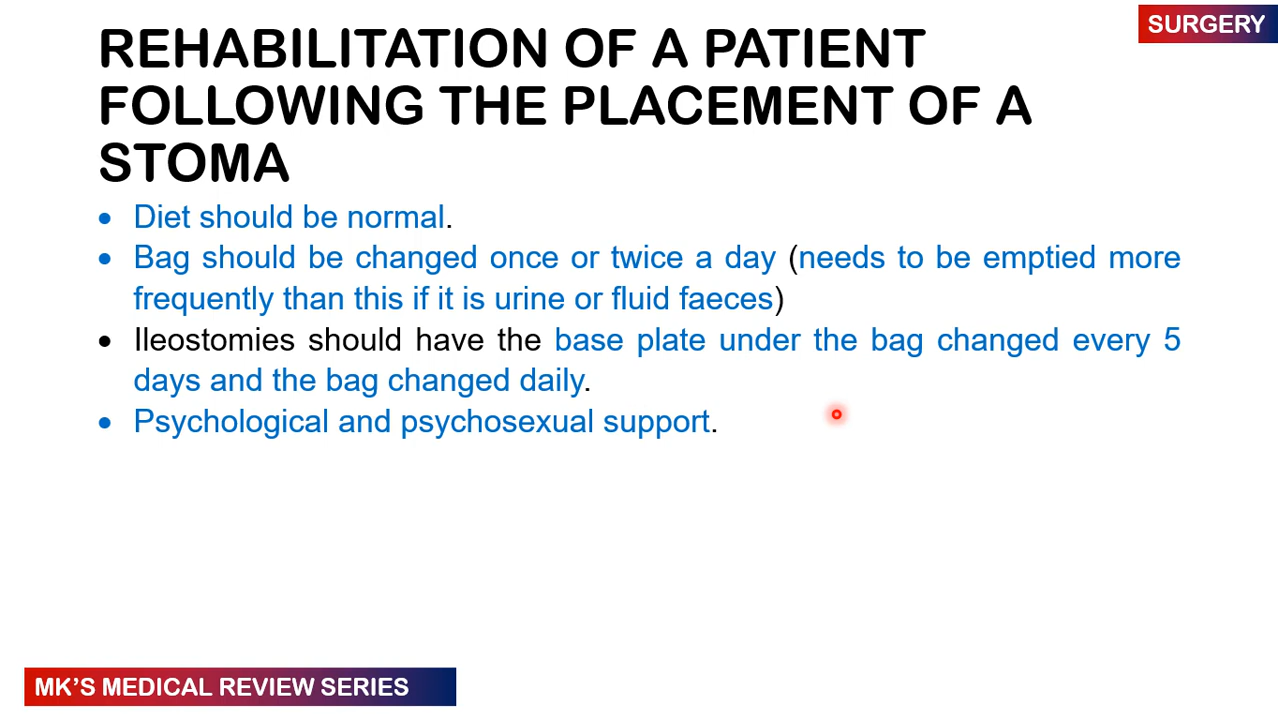 SURGERY
REHABILITATION OF A PATIENT
FOLLOWING THE PLACEMENT OF A
STOMA
• Diet should be normal.
• Bag should be changed once or twice a day (needs to be emptied more
frequently than this if it is urine or fluid faeces)
• Ileostomies should have the base plate under the bag changed every 5
days and the bag changed daily.
• Psychological and psychosexual support.
MK'S MEDICAL REVIEW SERIES